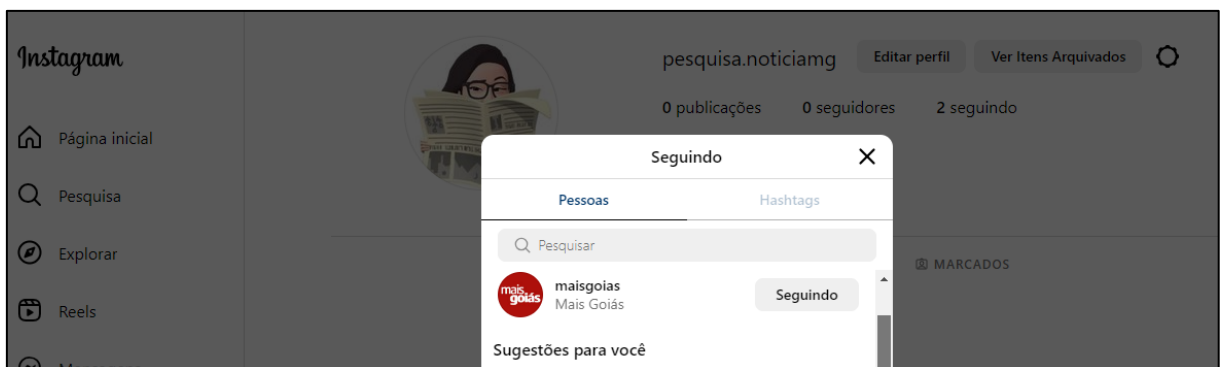 Instagram
pesquisa.noticiamg Editar perfil Ver Itens Arquivados
0 publicações 0 seguidores 2 seguindo
Página inicial
Pesquisa
Explorar
Reels
Seguindo
Pessoas Hashtags
Pesquisar
mais
goiás
maisgoias
Mais Goiás
Seguindo
Sugestões para você
MARCADOS